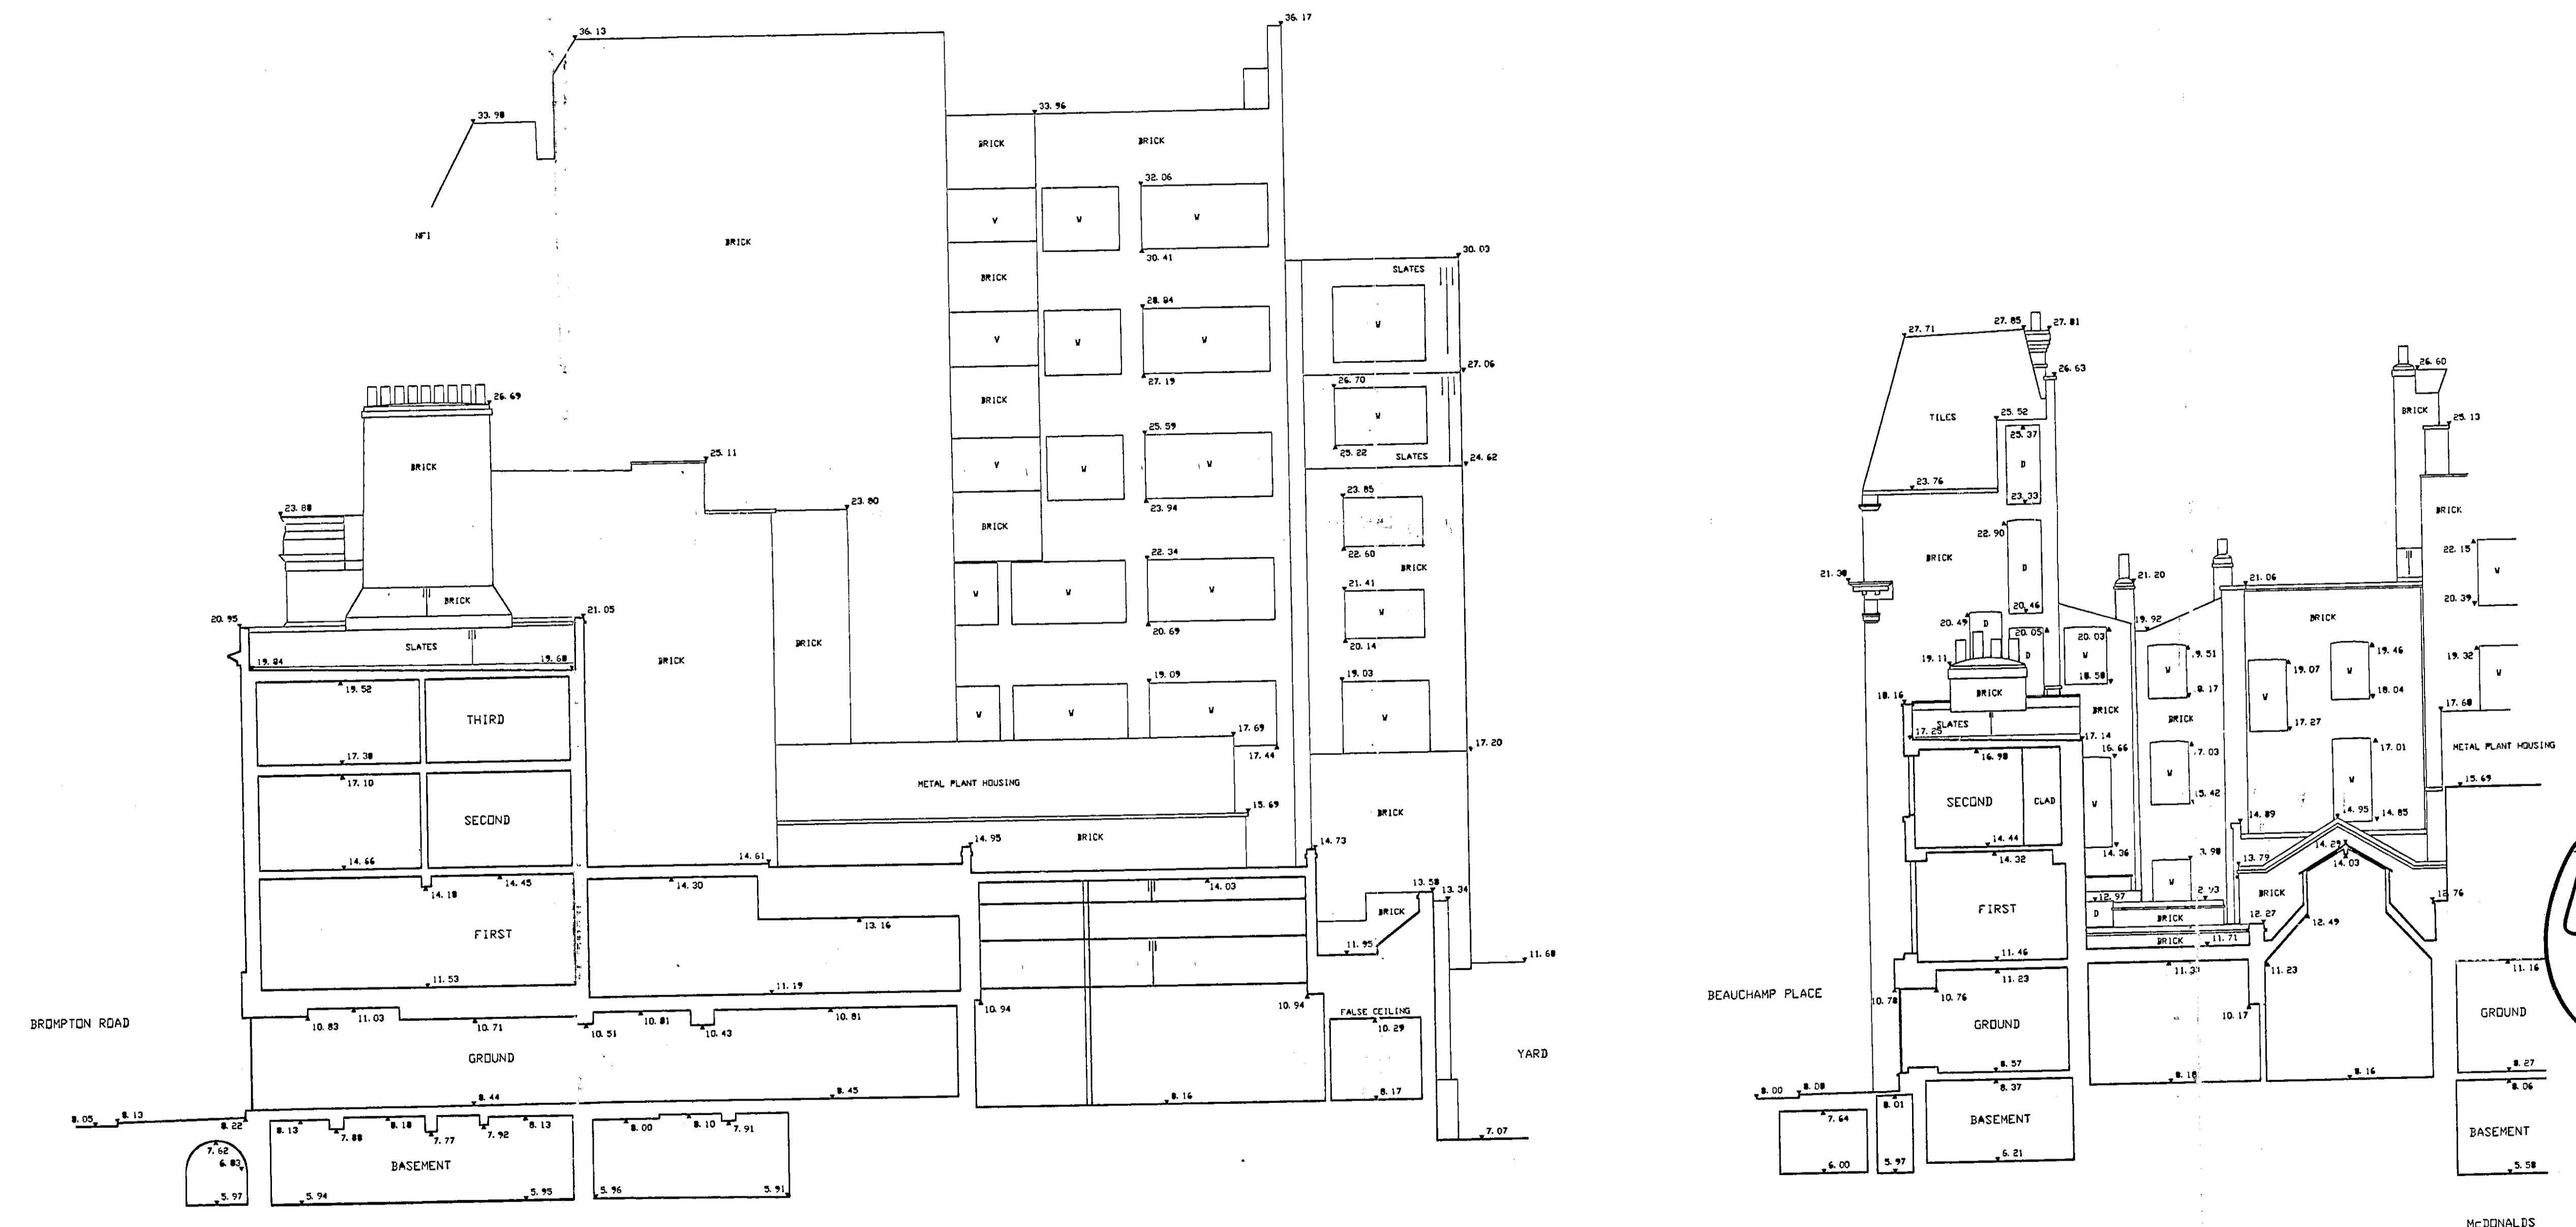 36.13
36.17
33.98
33.96
BRICK
BRICK
32.06
V
W
W
NF1
BRICK
30.41
30.03
SLATES
BRICK
28.84
W
V
W
W
27.06
27.19
26.70
26.69
BRICK
W
25.59
25.22
SLATES
24.62
25.11
BRICK
V
W
W
23.85
23.88
23.80
23.94
BRICK
22.60
22.34
BRICK
21.41
W
W
W
BRICK
W
20.95
21.05
20.69
20.14
SLATES
BRICK
BRICK
19.84
19.68
19.52
19.09
19.03
THIRD
W
W
W
W
17.69
17.38
17.44
17.20
17.10
METAL PLANT HOUSING
15.69
SECOND
14.95
BRICK
BRICK
14.73
14.66
14.61
14.18
14.45
14.30
14.03
13.58
13.34
FIRST
13.16
BRICK
11.95
11.68
11.53
11.19
BROMPTON ROAD
10.83
11.03
10.71
10.51
10.81
10.43
10.81
10.94
10.94
FALSE CEILING
10.29
GROUND
YARD
8.44
8.45
8.16
8.17
8.05
8.13
8.22
8.13
7.88
8.18
7.77
7.92
8.13
8.00
8.10
7.91
7.07
7.62
6.83
BASEMENT
5.97
5.94
5.95
5.96
5.91
27.71
27.85
27.81
26.63
26.60
TILES
25.52
BRICK
25.13
25.37
D
23.76
23.33
BRICK
22.90
BRICK
D
22.15
W
21.38
21.20
21.06
20.46
20.39
20.49
D
20.05
20.03
19.92
BRICK
19.11
D
W
19.51
19.07
19.46
19.32
W
W
W
W
BRICK
18.58
18.04
18.16
SLATES
BRICK
BRICK
17.27
17.68
17.25
17.14
16.98
16.66
17.01
METAL PLANT HOUSING
W
W
15.69
SECOND
CLAD
W
15.42
14.89
14.95
14.85
14.44
14.32
14.36
13.79
14.29
14.03
FIRST
W
12.97
BRICK
12.76
D
BRICK
12.27
12.49
BRICK
11.71
11.46
BEAUCHAMP PLACE
10.78
10.76
11.23
11.23
11.16
GROUND
10.17
GROUND
8.57
8.18
8.16
8.27
8.00
8.08
8.01
8.37
8.06
7.64
BASEMENT
BASEMENT
6.00
5.97
6.21
5.58
McDONALDS